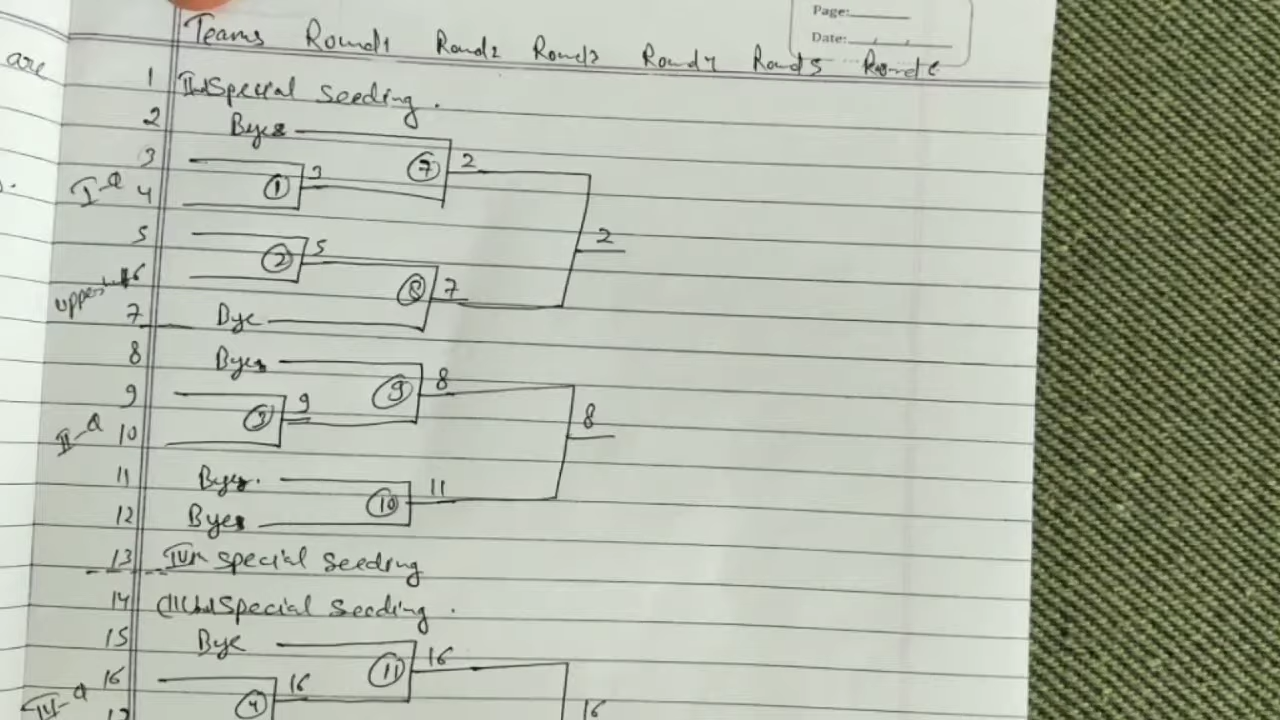 Page:
Date:
Teams Round1 Round2 Round3 Round4 Round5 Round6
are
1 IInd Special Seeding.
2 Byes
3
⑦ 2
I-Q 4 ① 3
5
2
② 5
upper 6
⑧ 7
7 Bye
8 Byes
⑨ 8
9
③ 9
8
II-Q 10
11 Byes.
⑩ 11
12 Byes
13 IVth special seeding
14 IIIrd Special Seeding.
15 Bye
⑪ 16
16
④ 16
16
17